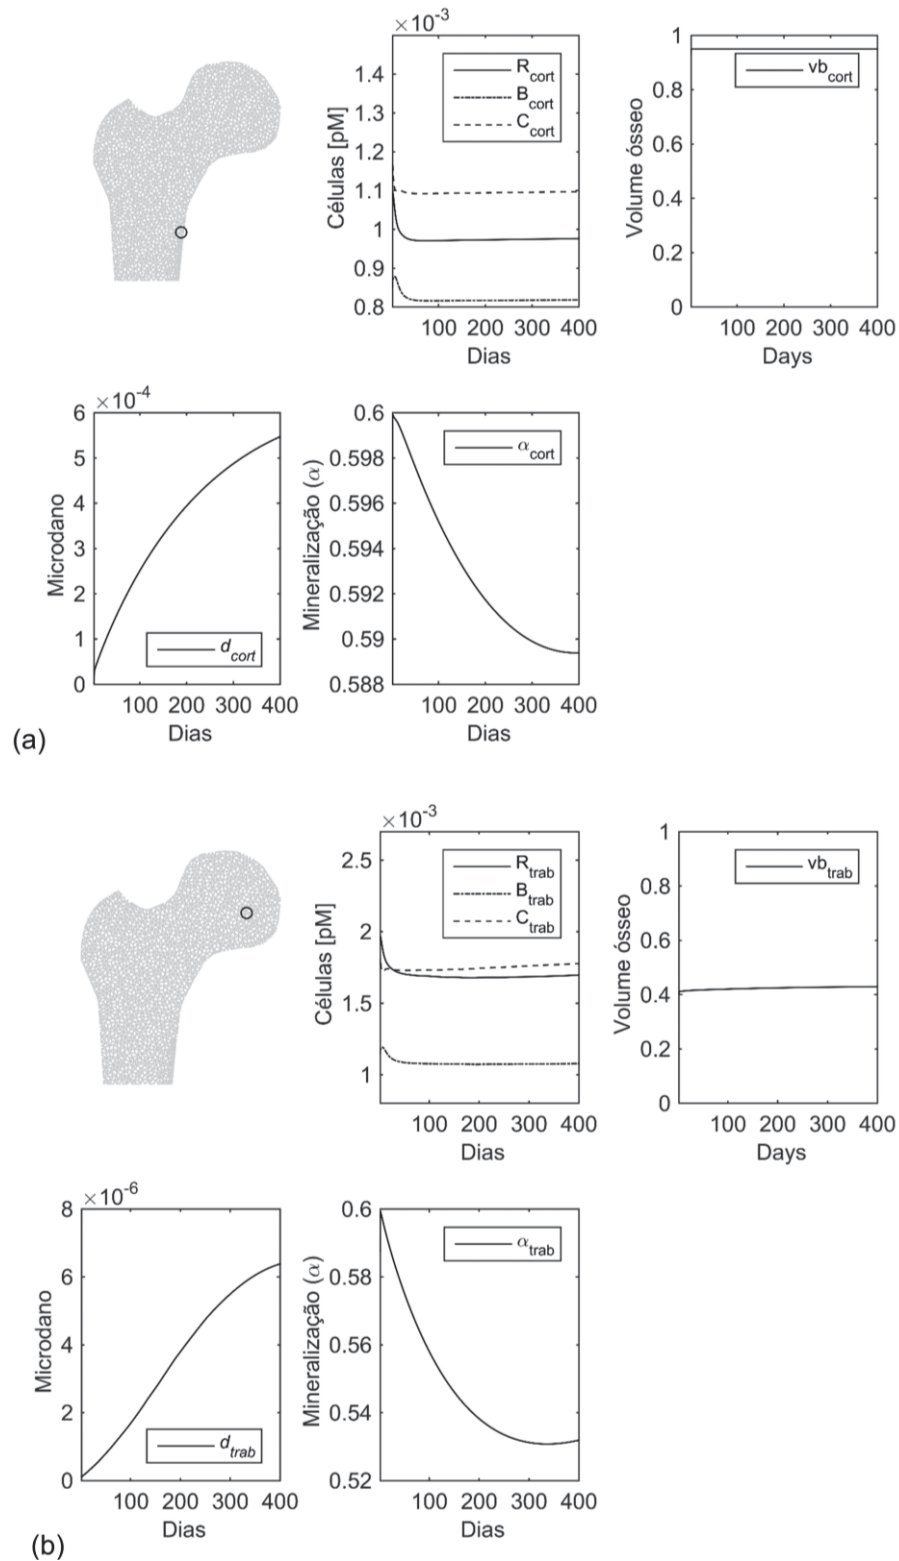 ×10⁻³
Células [pM]
1.4
1.3
1.2
1.1
1
0.9
0.8
R_cort
B_cort
C_cort
100 200 300 400
Dias
Volume ósseo
1
0.8
0.6
0.4
0.2
0
vb_cort
100 200 300 400
Days
×10⁻⁴
Microdano
6
5
4
3
2
1
0
d_cort
100 200 300 400
Dias
Mineralização (α)
0.6
0.598
0.596
0.594
0.592
0.59
0.588
α_cort
100 200 300 400
Dias
(a)
×10⁻³
Células [pM]
2.5
2
1.5
1
R_trab
B_trab
C_trab
100 200 300 400
Dias
Volume ósseo
1
0.8
0.6
0.4
0.2
0
vb_trab
100 200 300 400
Days
×10⁻⁶
Microdano
8
6
4
2
0
d_trab
100 200 300 400
Dias
Mineralização (α)
0.6
0.58
0.56
0.54
0.52
α_trab
100 200 300 400
Dias
(b)